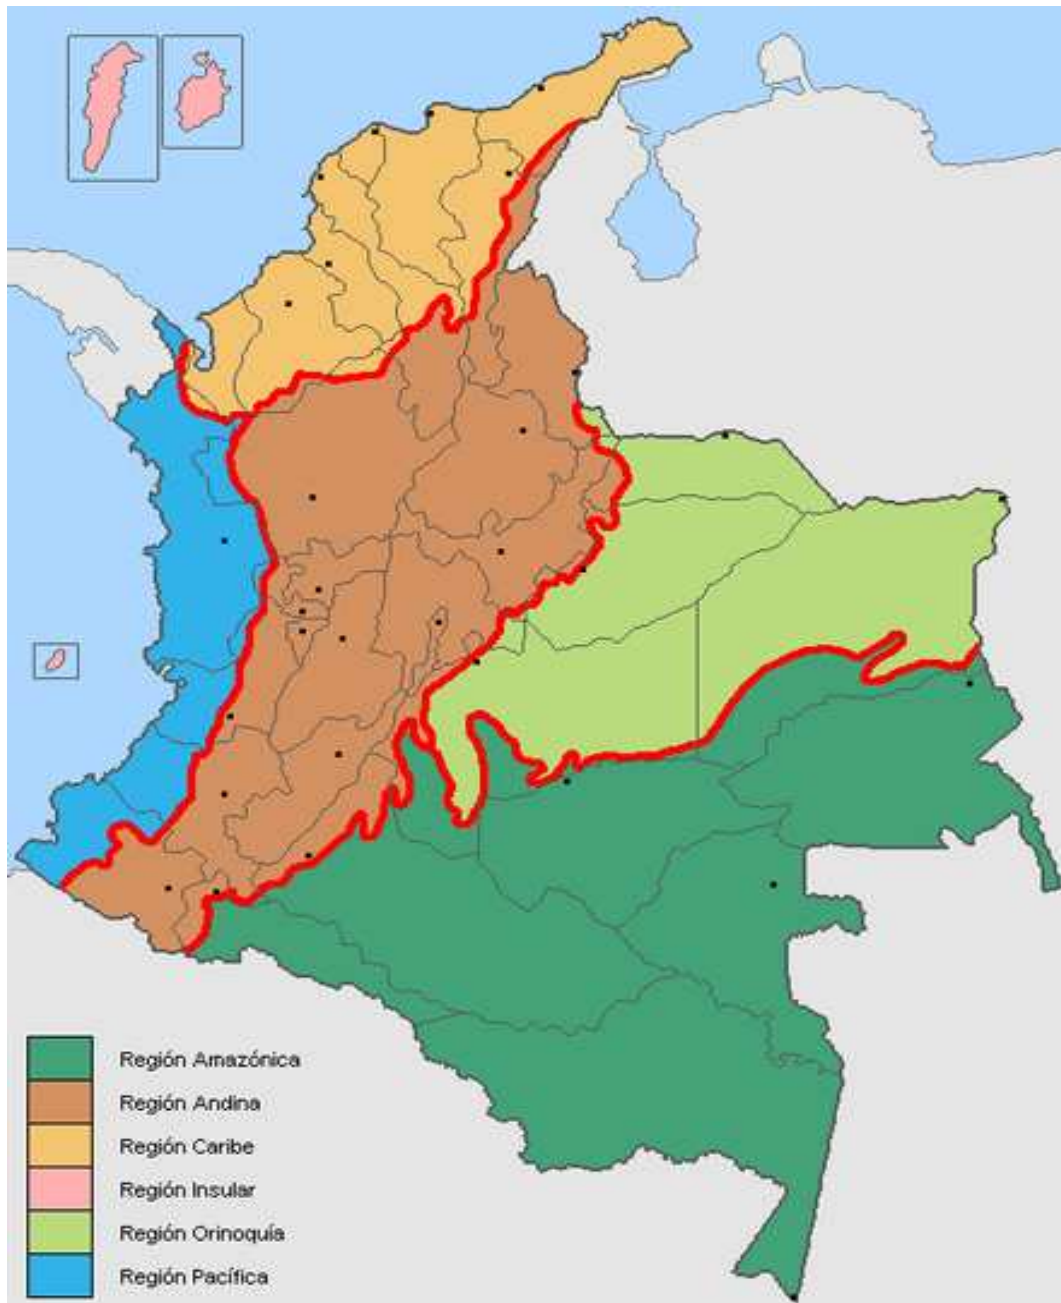 Región Amazónica
Región Andina
Región Caribe
Región Insular
Región Orinoquía
Región Pacífica